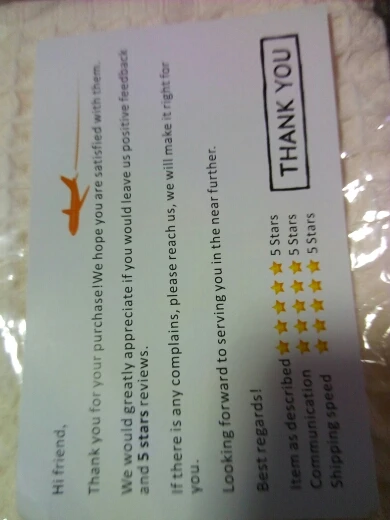 Hi friend,
Thank you for your purchase!We hope you are satisfied with them.
We would greatly appreciate if you would leave us positive feedback
and 5 stars reviews.
If there is any complains, please reach us, we will make it right for
you.
Looking forward to serving you in the near further.
Best regards!
Item as described ★★★★★ 5 Stars
Communication ★★★★★ 5 Stars
Shipping speed ★★★★★ 5 Stars
THANK YOU